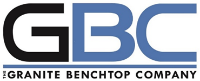 GBC
THE GRANITE BENCHTOP COMPANY